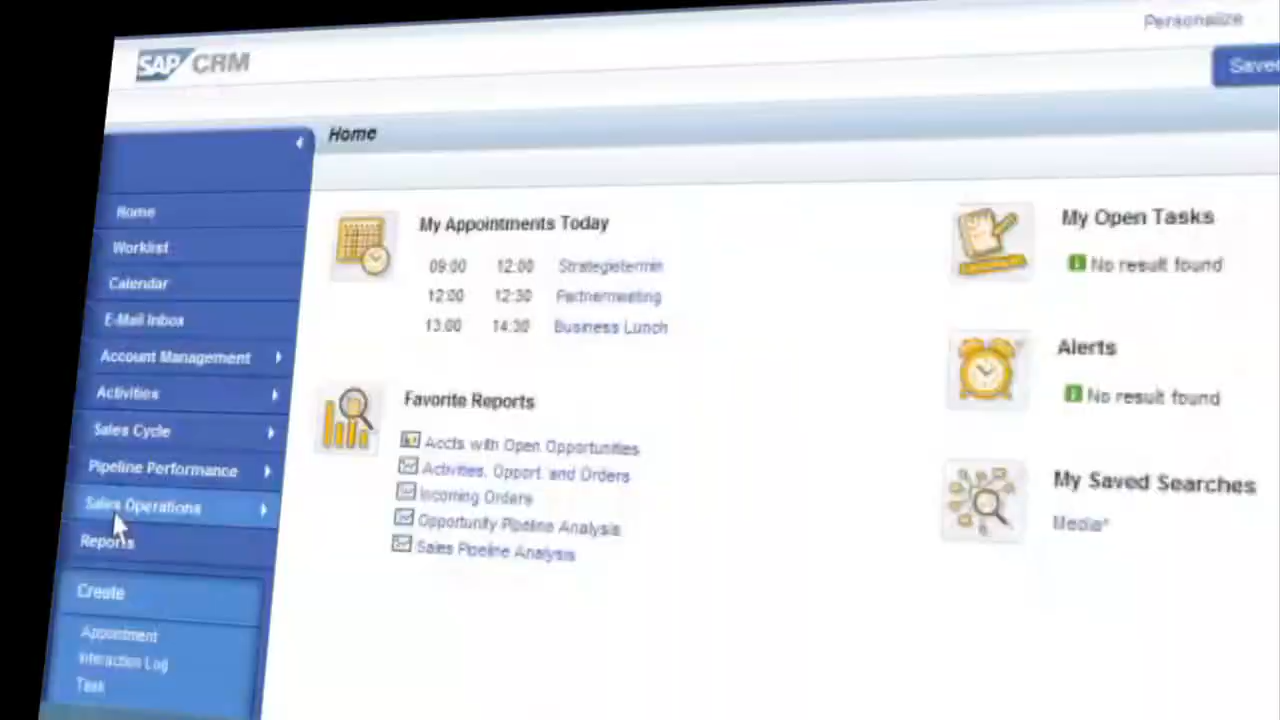 Personalize
SAP CRM
Saved
Home
Home
Worklist
Calendar
E-Mail Inbox
Account Management
Activities
Sales Cycle
Pipeline Performance
Sales Operations
Reports
Create
Appointment
Interaction Log
Task
My Appointments Today
09:00 12:00 Strategietermin
12:00 12:30 Partnermeeting
13:00 14:30 Business Lunch
Favorite Reports
Accts with Open Opportunities
Activities, Opport. and Orders
Incoming Orders
Opportunity Pipeline Analysis
Sales Pipeline Analysis
My Open Tasks
No result found
Alerts
No result found
My Saved Searches
Media*